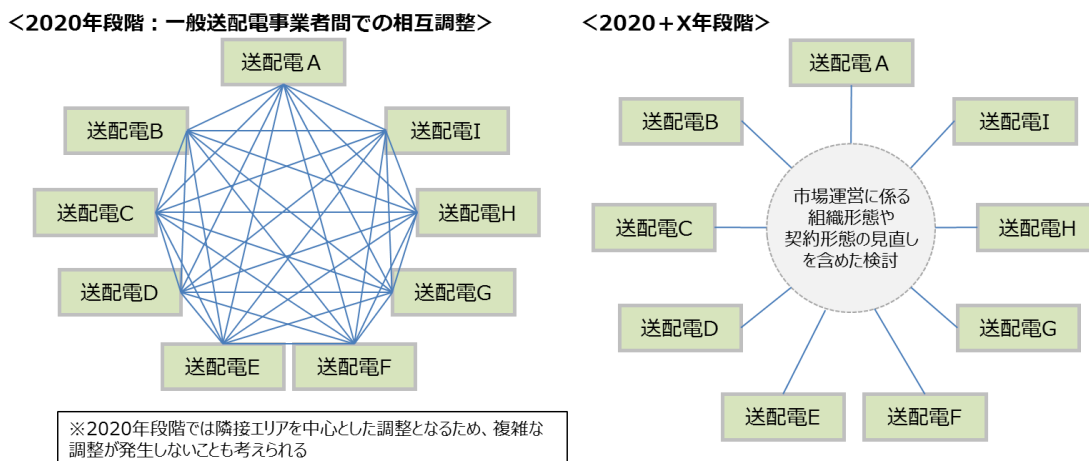 <2020年段階：一般送配電事業者間での相互調整>
送配電A
送配電B
送配電I
送配電C
送配電H
送配電D
送配電G
送配電E
送配電F
※2020年段階では隣接エリアを中心とした調整となるため、複雑な
調整が発生しないことも考えられる
<2020+X年段階>
送配電A
送配電B
送配電I
市場運営に係る
組織形態や
契約形態の見直し
を含めた検討
送配電C
送配電H
送配電D
送配電G
送配電E
送配電F